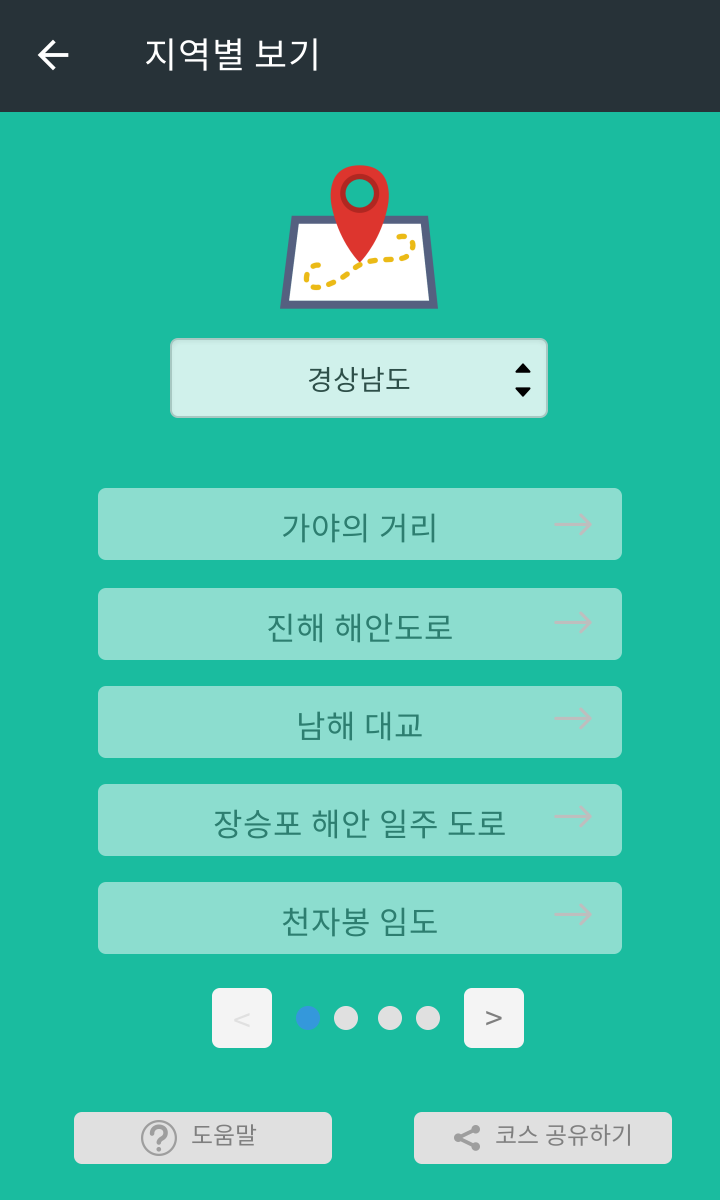 지역별 보기
경상남도
가야의 거리
진해 해안도로
남해 대교
장승포 해안 일주 도로
천자봉 임도
< >
도움말 코스 공유하기